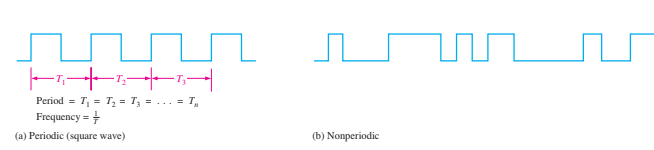 T₁ T₂ T₃
Period = T₁ = T₂ = T₃ = . . . = Tₙ
Frequency = 1/T
(a) Periodic (square wave)
(b) Nonperiodic